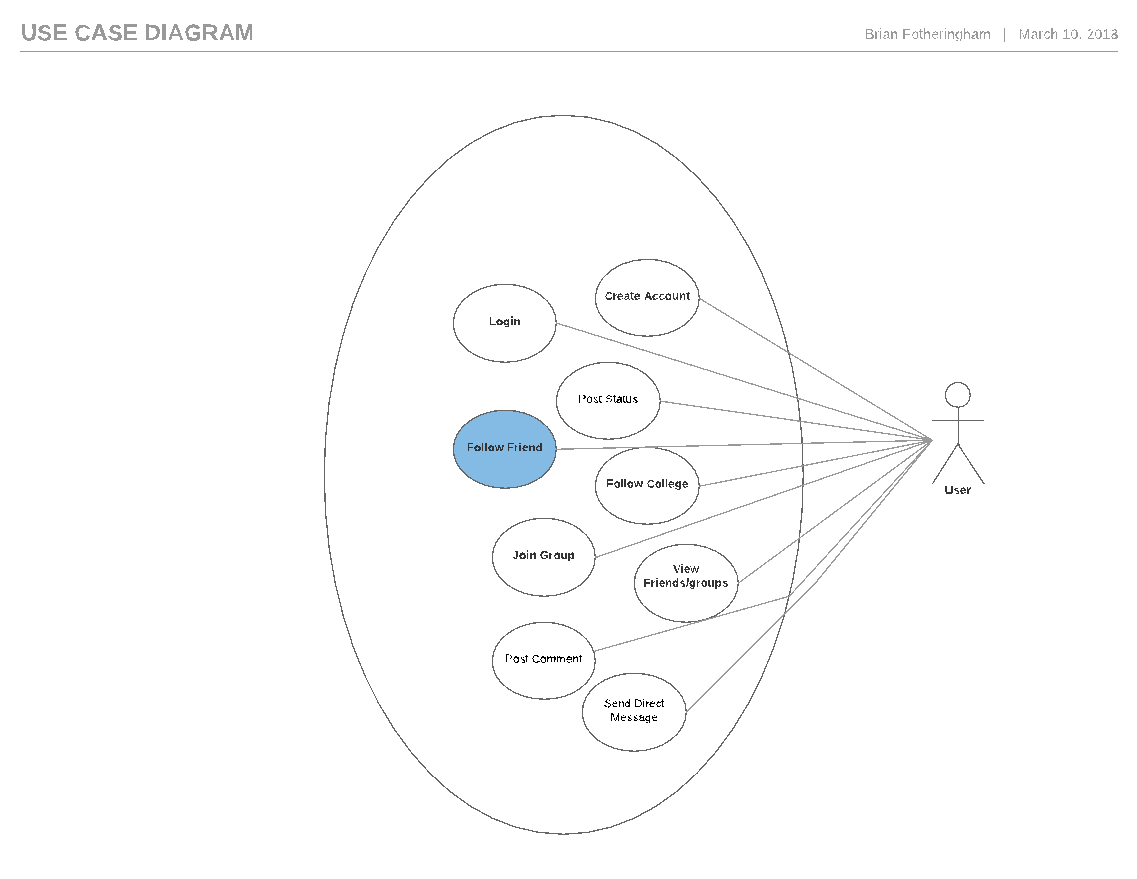 USE CASE DIAGRAM
Brian Fotheringham | March 10, 2013
Create Account
Login
Post Status
Follow Friend
Follow College
User
Join Group
View
Friends/groups
Post Comment
Send Direct
Message